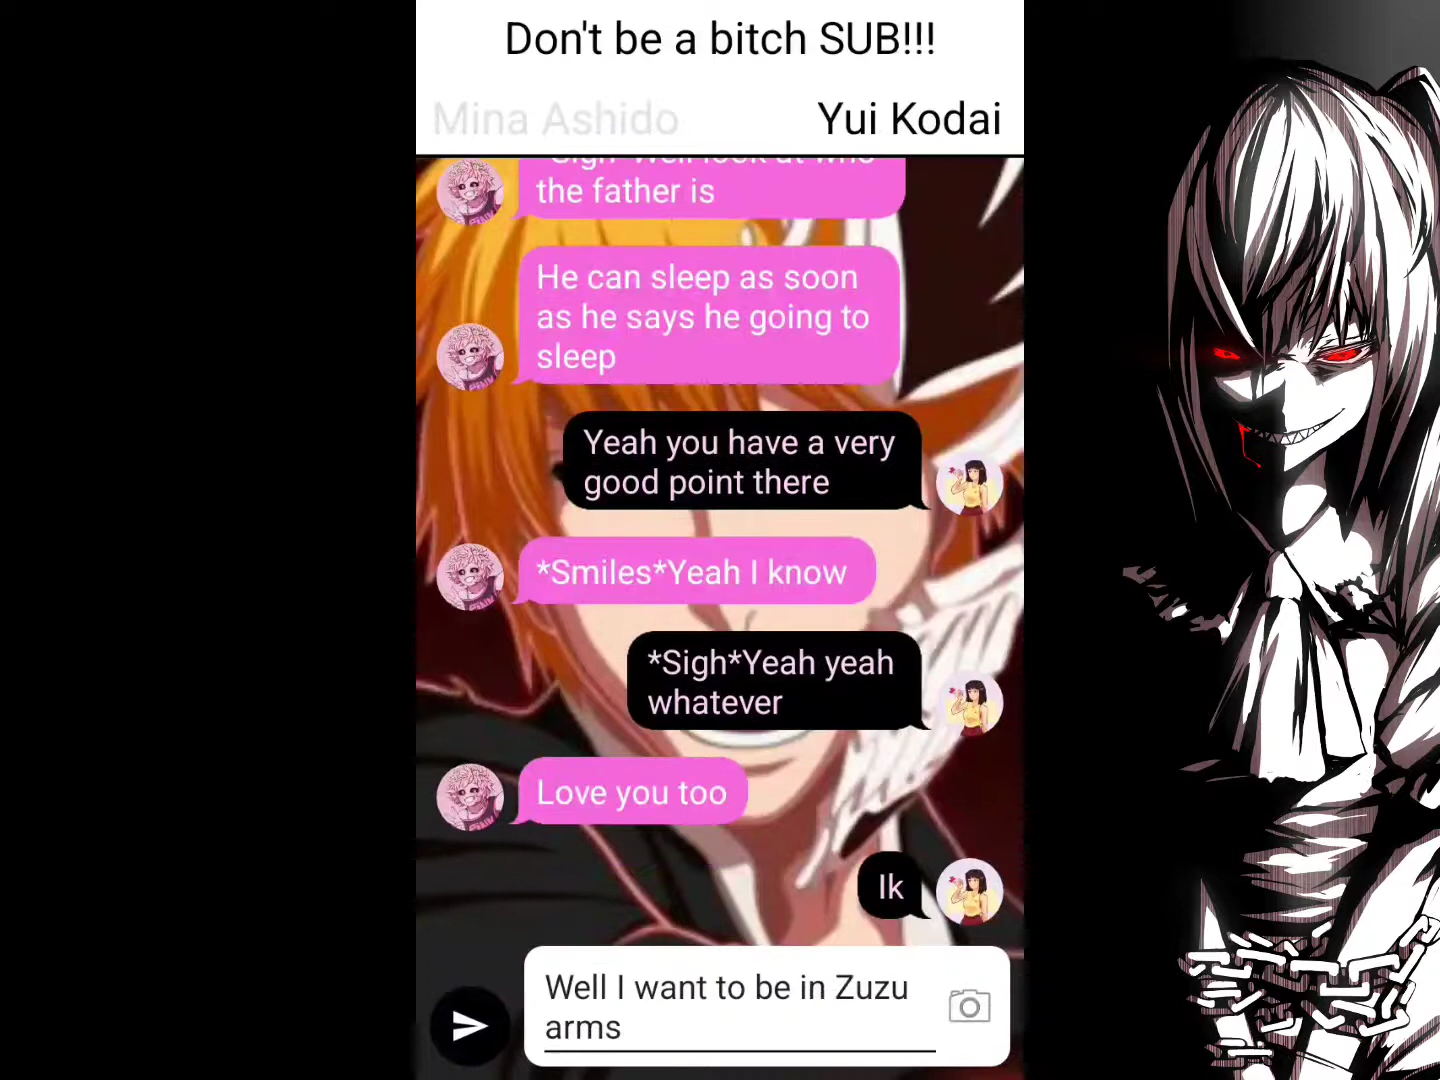 Don't be a bitch SUB!!!
Mina Ashido
Yui Kodai
the father is
He can sleep as soon
as he says he going to
sleep
Yeah you have a very
good point there
*Smiles*Yeah I know
*Sigh*Yeah yeah
whatever
Love you too
Ik
Well I want to be in Zuzu
arms